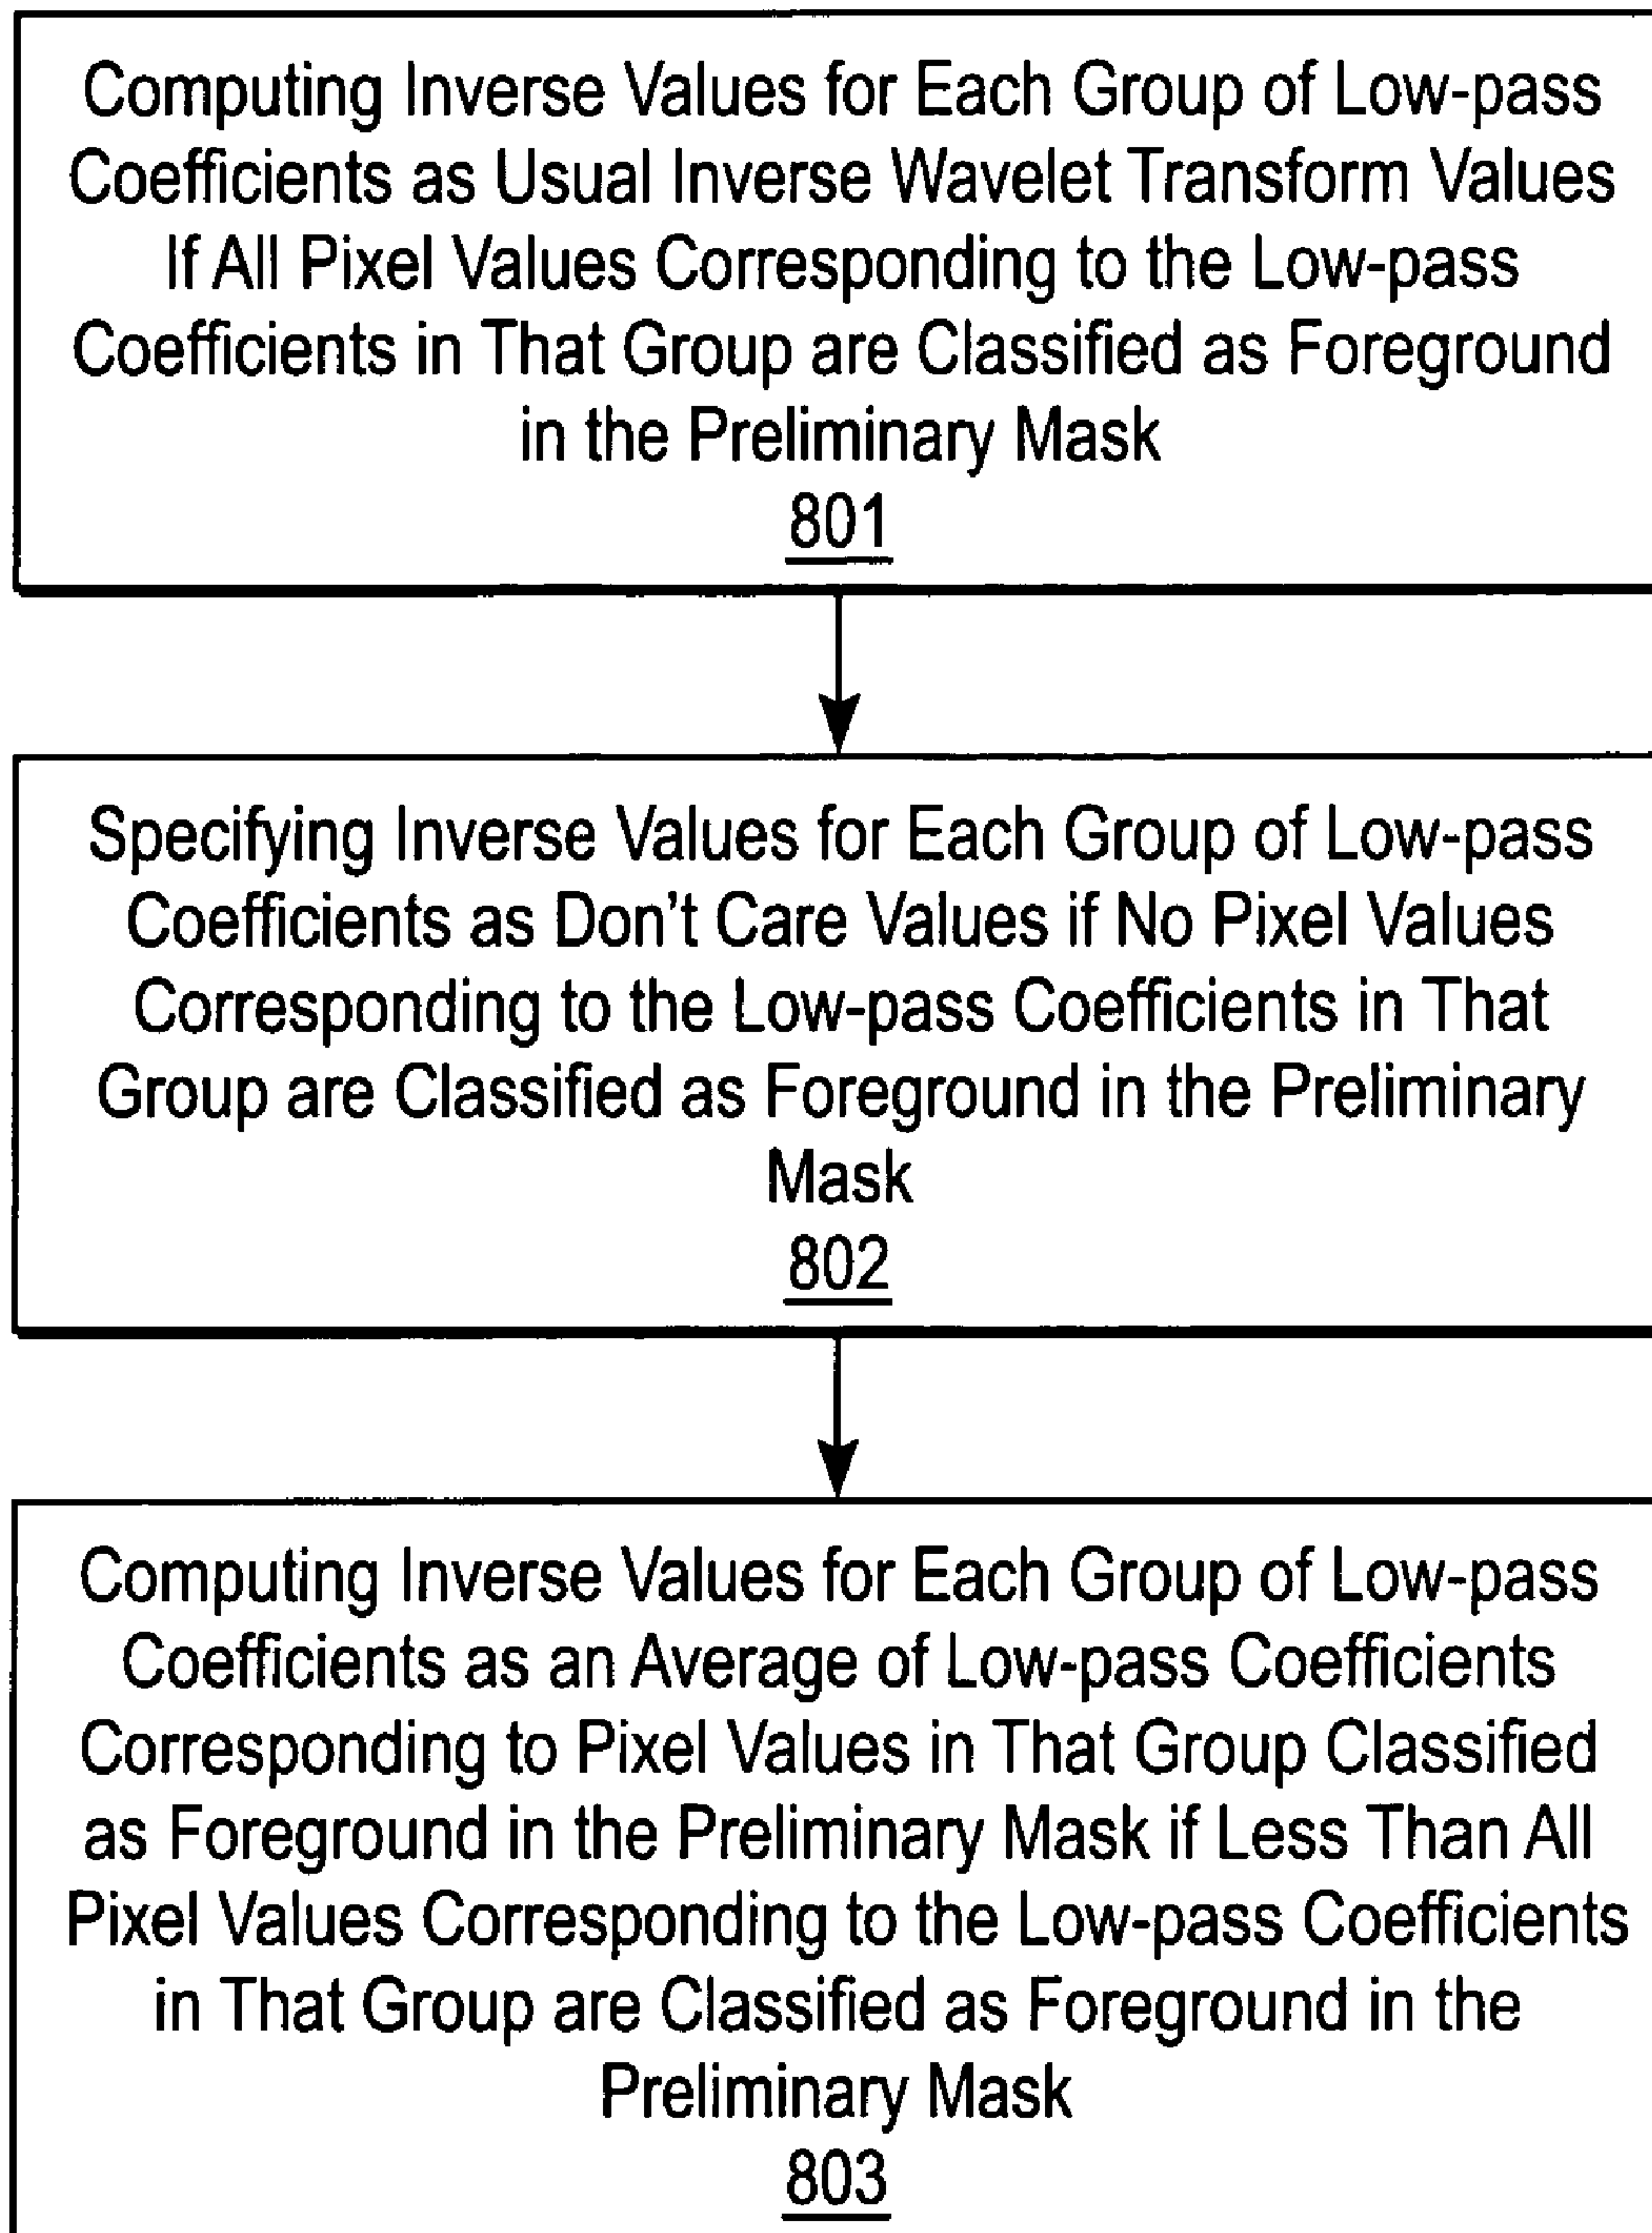 Computing Inverse Values for Each Group of Low-pass
Coefficients as Usual Inverse Wavelet Transform Values
If All Pixel Values Corresponding to the Low-pass
Coefficients in That Group are Classified as Foreground
in the Preliminary Mask
801
Specifying Inverse Values for Each Group of Low-pass
Coefficients as Don't Care Values if No Pixel Values
Corresponding to the Low-pass Coefficients in That
Group are Classified as Foreground in the Preliminary
Mask
802
Computing Inverse Values for Each Group of Low-pass
Coefficients as an Average of Low-pass Coefficients
Corresponding to Pixel Values in That Group Classified
as Foreground in the Preliminary Mask if Less Than All
Pixel Values Corresponding to the Low-pass Coefficients
in That Group are Classified as Foreground in the
Preliminary Mask
803